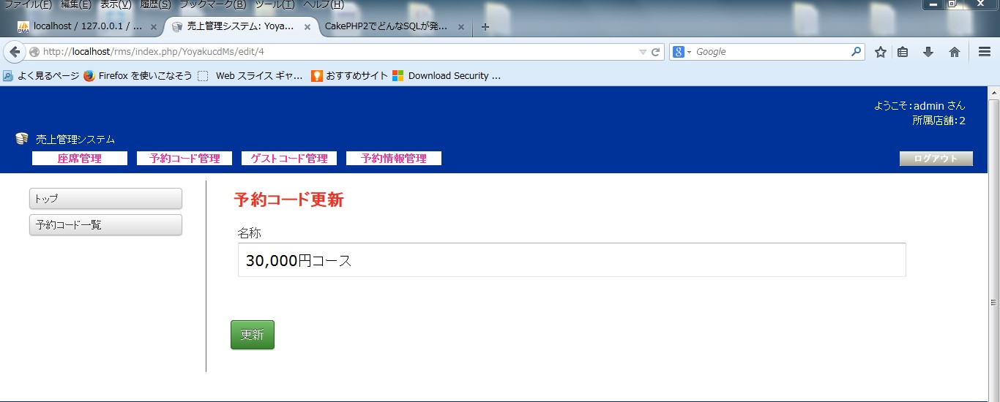 ファイル(F) 編集(E) 表示(V) 履歴(S) ブックマーク(B) ツール(T) ヘルプ(H)
PMA localhost / 127.0.0.1 / ... × 売上管理システム: Yoya... × CakePHP2でどんなSQLが発... × +
http://localhost/rms/index.php/YoyakucdMs/edit/4 Google
よく見るページ Firefox を使いこなそう Web スライス ギャ... おすすめサイト Download Security ...
ようこそ:admin さん
所属店舗:2
売上管理システム
座席管理 予約コード管理 ゲストコード管理 予約情報管理 ログアウト
トップ
予約コード一覧
予約コード更新
名称
30,000円コース
更新